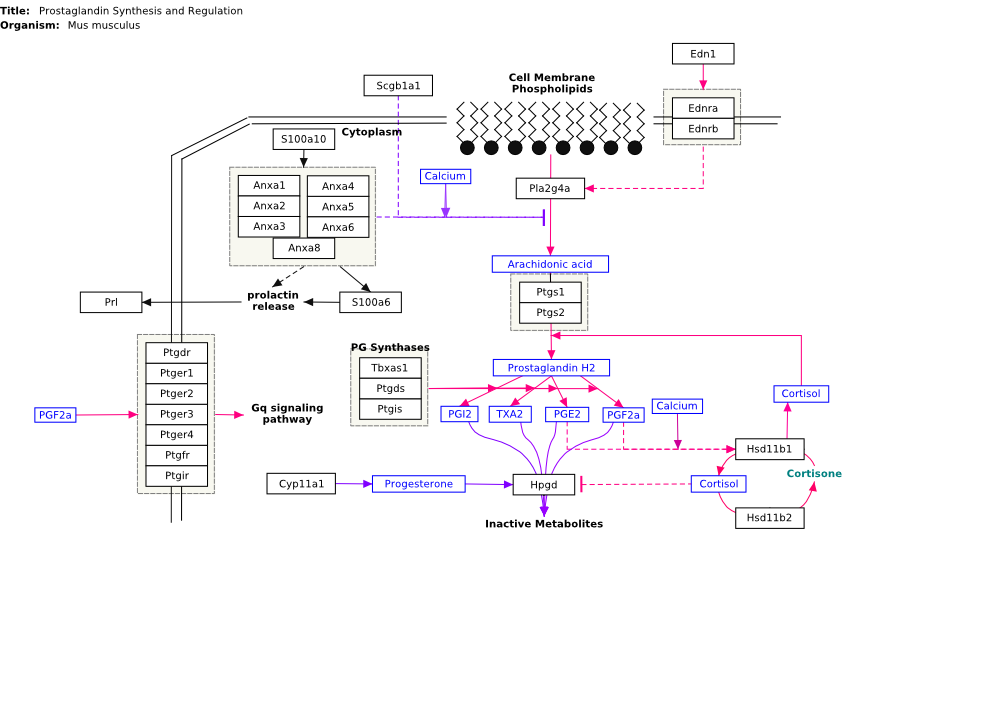 Title: Prostaglandin Synthesis and Regulation
Organism: Mus musculus
Edn1
Scgb1a1
Cell Membrane
Phospholipids
Ednra
Ednrb
Cytoplasm
S100a10
Calcium
Pla2g4a
Anxa1
Anxa4
Anxa2
Anxa5
Anxa3
Anxa6
Anxa8
Arachidonic acid
Ptgs1
Ptgs2
Prl
prolactin
release
S100a6
PG Synthases
Tbxas1
Ptgds
Ptgis
Prostaglandin H2
Ptgdr
Ptger1
Ptger2
Ptger3
Ptger4
Ptgfr
Ptgir
PGF2a
Gq signaling
pathway
PGI2
TXA2
PGE2
PGF2a
Calcium
Cortisol
Hsd11b1
Cortisone
Cyp11a1
Progesterone
Hpgd
Cortisol
Hsd11b2
Inactive Metabolites